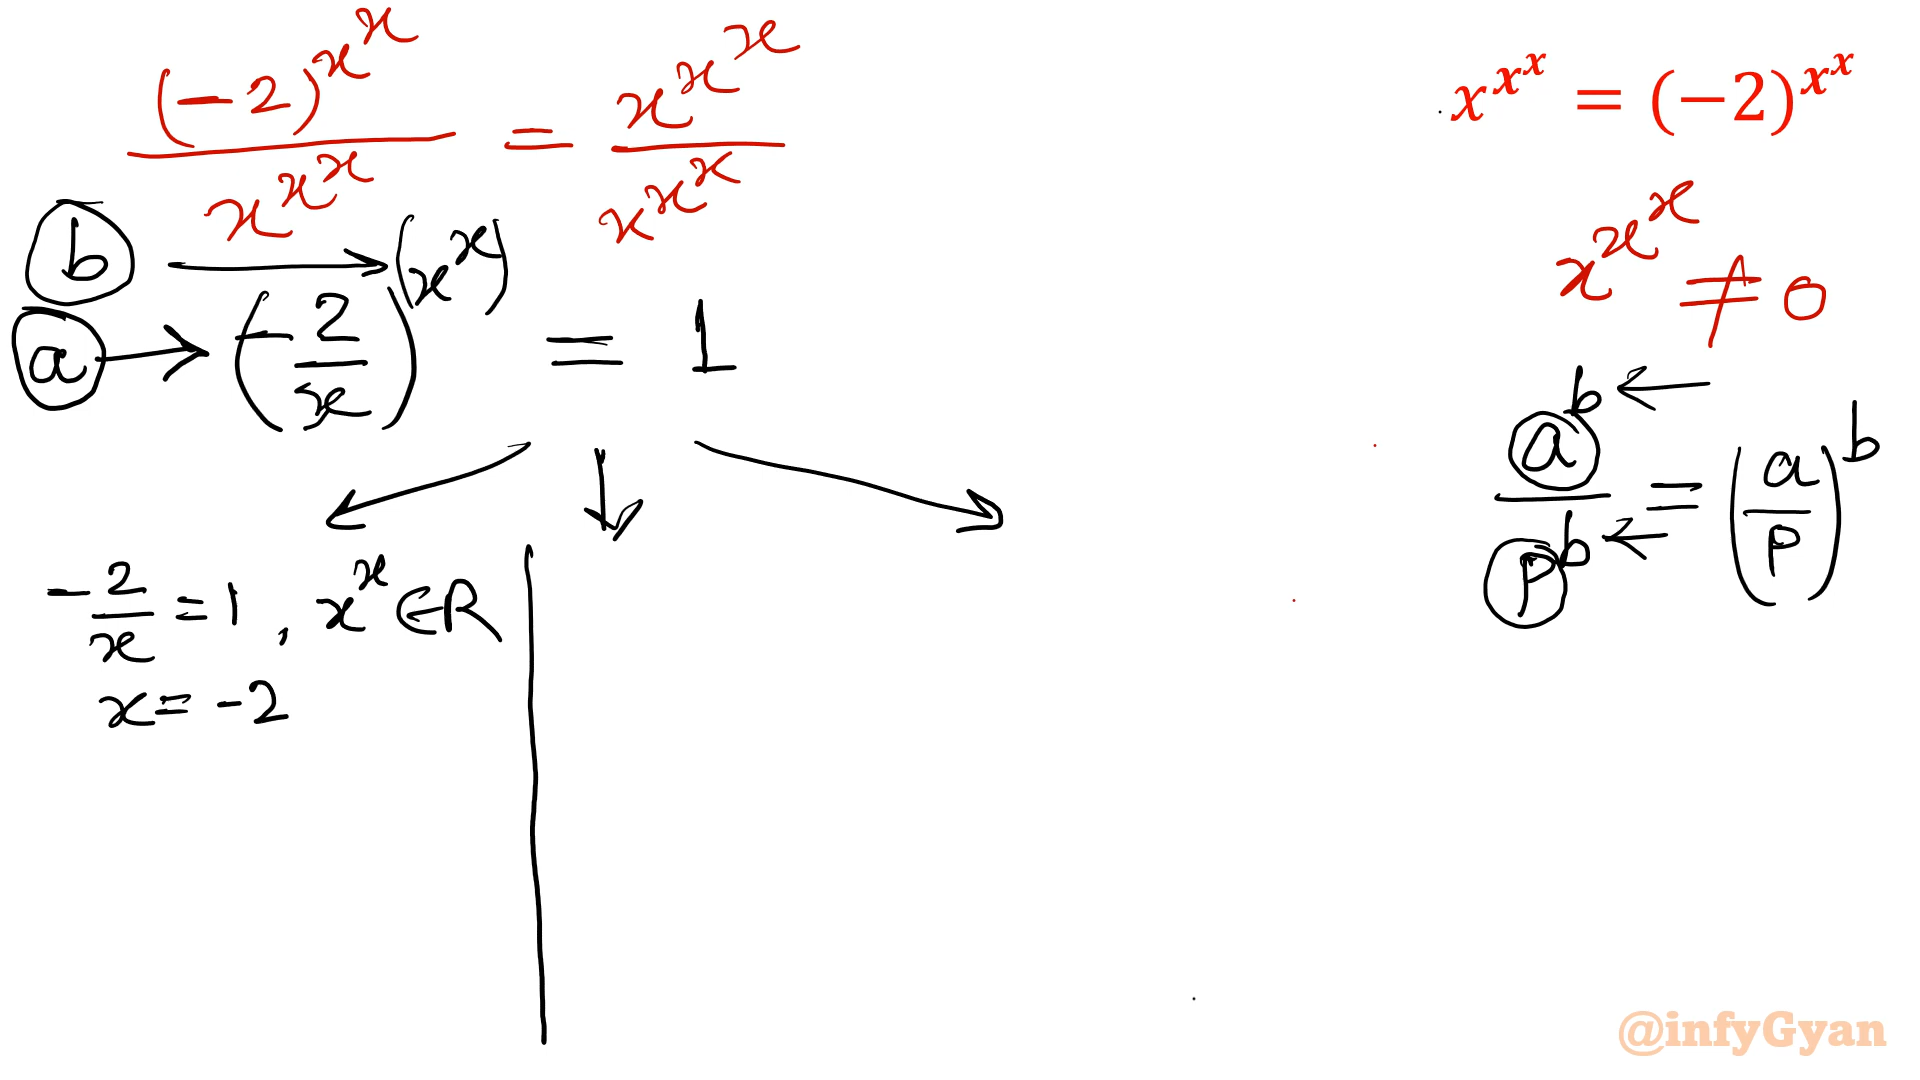 (-2)^{x^x} / x^{x^x} = x^{x^x} / x^{x^x}
b → (x^x)
a → (-2/x) = 1
-2/x = 1 , x^x ∈ R
x = -2
x^{x^x} = (−2)^{x^x}
x^{x^x} ≠ 0
a^b ← / p^b ← = (a/p)^b
@infyGyan